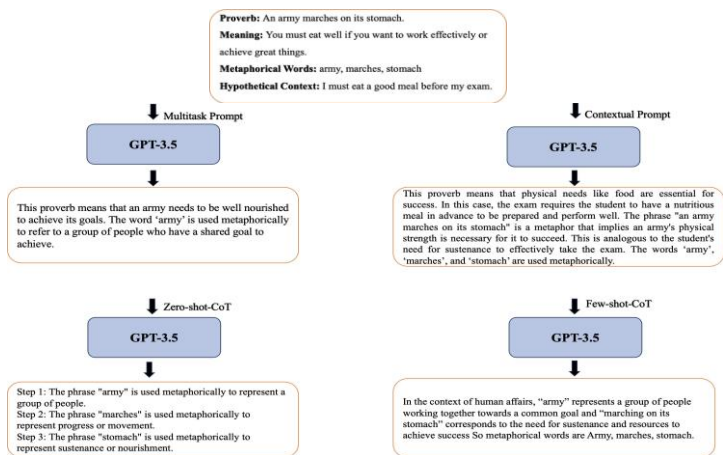 Proverb: An army marches on its stomach.
Meaning: You must eat well if you want to work effectively or
achieve great things.
Metaphorical Words: army, marches, stomach
Hypothetical Context: I must eat a good meal before my exam.
Multitask Prompt
GPT-3.5
This proverb means that an army needs to be well nourished
to achieve its goals. The word ‘army’ is used metaphorically
to refer to a group of people who have a shared goal to
achieve.
Contextual Prompt
GPT-3.5
This proverb means that physical needs like food are essential for
success. In this case, the exam requires the student to have a nutritious
meal in advance to be prepared and perform well. The phrase "an army
marches on its stomach" is a metaphor that implies an army's physical
strength is necessary for it to succeed. This is analogous to the student's
need for sustenance to effectively take the exam. The words ‘army’,
‘marches’, and ‘stomach’ are used metaphorically.
Zero-shot-CoT
GPT-3.5
Step 1: The phrase "army" is used metaphorically to represent a
group of people.
Step 2: The phrase "marches" is used metaphorically to
represent progress or movement.
Step 3: The phrase "stomach" is used metaphorically to
represent sustenance or nourishment.
Few-shot-CoT
GPT-3.5
In the context of human affairs, “army” represents a group of people
working together towards a common goal and “marching on its
stomach” corresponds to the need for sustenance and resources to
achieve success So metaphorical words are Army, marches, stomach.